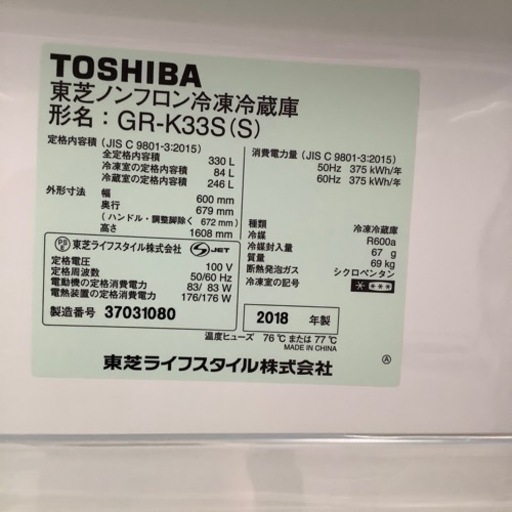 TOSHIBA
東芝ノンフロン冷凍冷蔵庫
形名：GR-K33S(S)
定格内容積 (JIS C 9801-3:2015)
全定格内容積 330 L
冷凍室の定格内容積 84 L
冷蔵室の定格内容積 246 L
外形寸法 幅 600 mm
奥行 679 mm
(ハンドル・調整脚除く 672 mm)
高さ 1608 mm
消費電力量 (JIS C 9801-3:2015)
50Hz 375 kWh/年
60Hz 375 kWh/年
種類 冷凍冷蔵庫
冷媒 R600a
冷媒封入量 67 g
質量 69 kg
断熱発泡ガス シクロペンタン
冷凍室の記号
PS E 東芝ライフスタイル株式会社 S JET
定格電圧 100 V
定格周波数 50/60 Hz
電動機の定格消費電力 83/ 83 W
電熱装置の定格消費電力 176/176 W
製造番号 37031080
2018 年製
温度ヒューズ 76℃または 77℃
MADE IN CHINA
東芝ライフスタイル株式会社
A